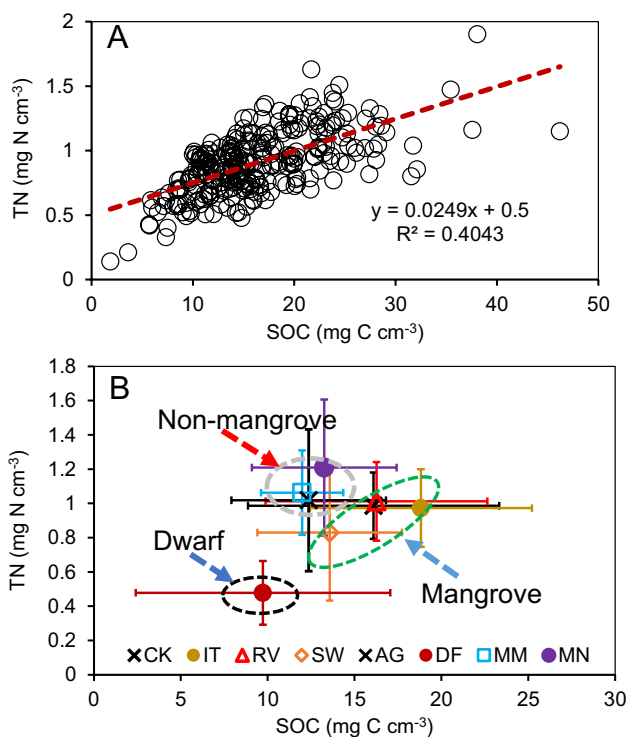 A
2
1.5
1
0.5
0
TN (mg N cm⁻³)
y = 0.0249x + 0.5
R² = 0.4043
0 10 20 30 40 50
SOC (mg C cm⁻³)
B
1.8
1.6
1.4
1.2
1
0.8
0.6
0.4
0.2
0
TN (mg N cm⁻³)
Non-mangrove
Dwarf
Mangrove
CK IT RV SW AG DF MM MN
0 5 10 15 20 25 30
SOC (mg C cm⁻³)